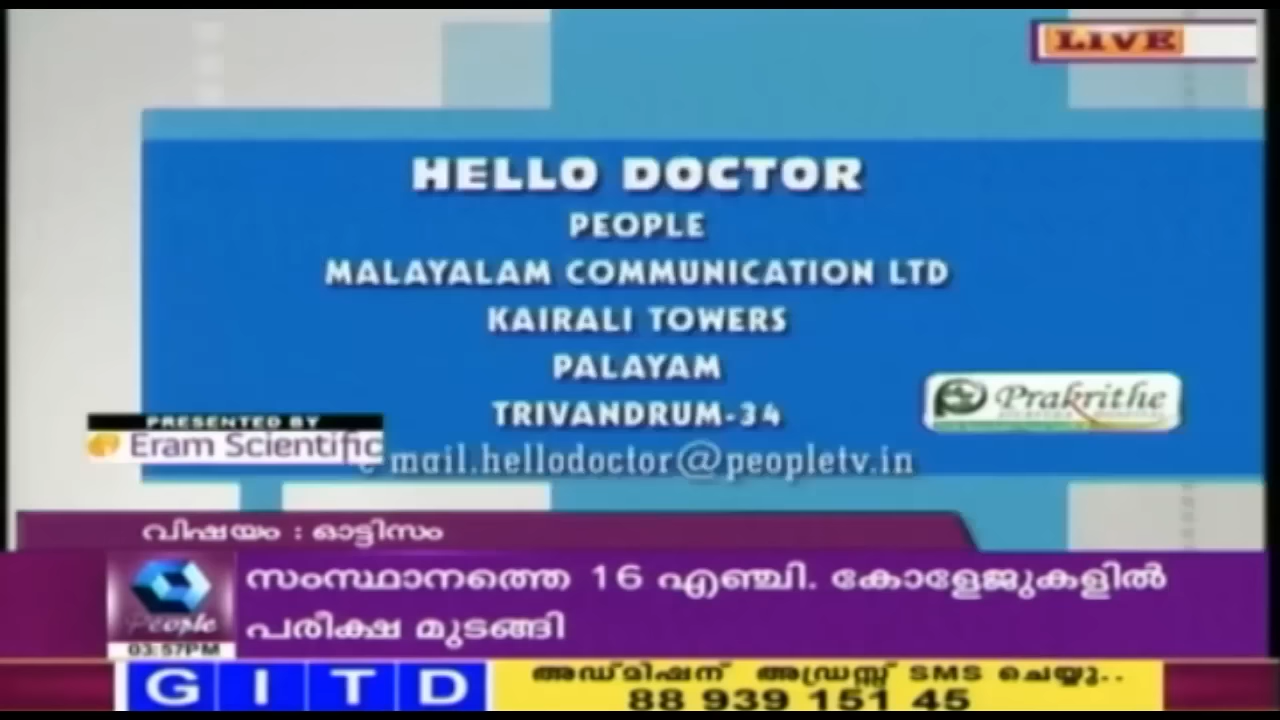 LIVE
HELLO DOCTOR
PEOPLE
MALAYALAM COMMUNICATION LTD
KAIRALI TOWERS
PALAYAM
TRIVANDRUM-34
Prakrithe
PRESENTED BY
Eram Scientific
mail.hellodoctor@peopletv.in
വിഷയം : ഓട്ടിസം
സംസ്ഥാനത്തെ 16 എഞ്ചി. കോളേജുകളിൽ
പരീക്ഷ മുടങ്ങി
People
03:57PM
GITD
അഡ്മിഷന് അഡ്രസ്സ് SMS ചെയ്യൂ..
88 939 151 45